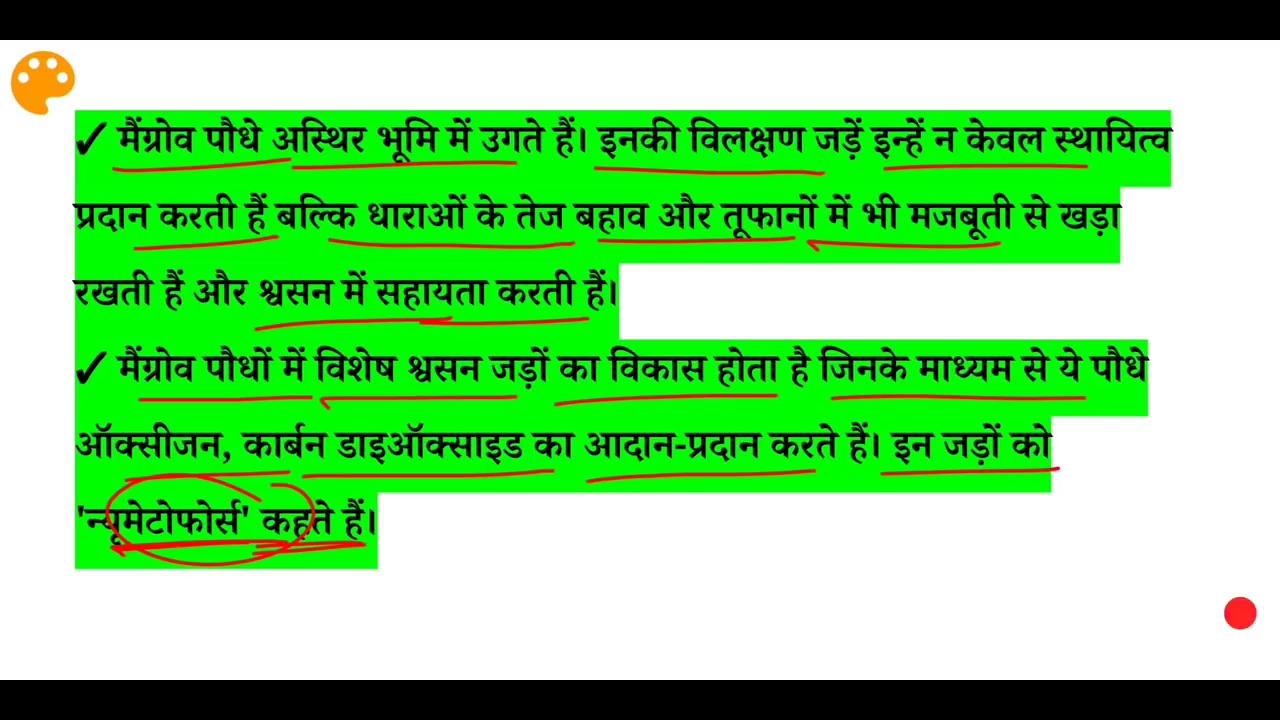 ✓ मैंग्रोव पौधे अस्थिर भूमि में उगते हैं। इनकी विलक्षण जड़ें इन्हें न केवल स्थायित्व
प्रदान करती हैं बल्कि धाराओं के तेज बहाव और तूफानों में भी मजबूती से खड़ा
रखती हैं और श्वसन में सहायता करती हैं।
✓ मैंग्रोव पौधों में विशेष श्वसन जड़ों का विकास होता है जिनके माध्यम से ये पौधे
ऑक्सीजन, कार्बन डाइऑक्साइड का आदान-प्रदान करते हैं। इन जड़ों को
'न्यूमेटोफोर्स' कहते हैं।